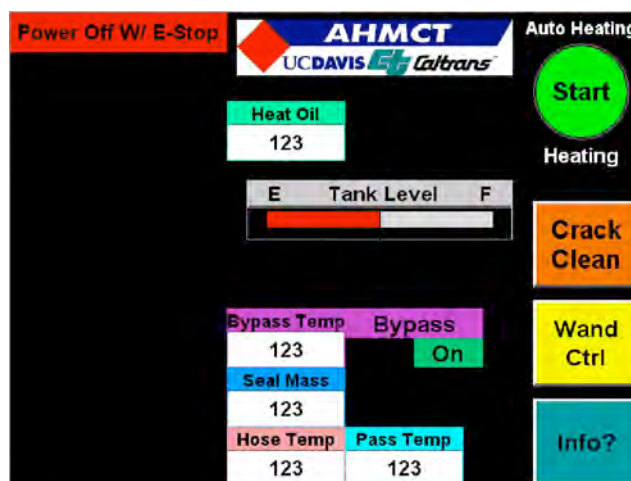 Power Off W/ E-Stop
AHMCT
UCDAVIS Caltrans
Auto Heating
Start
Heating
Heat Oil
123
E Tank Level F
Crack
Clean
Bypass Temp Bypass
123 On
Wand
Ctrl
Seal Mass
123
Hose Temp Pass Temp
123 123
Info?